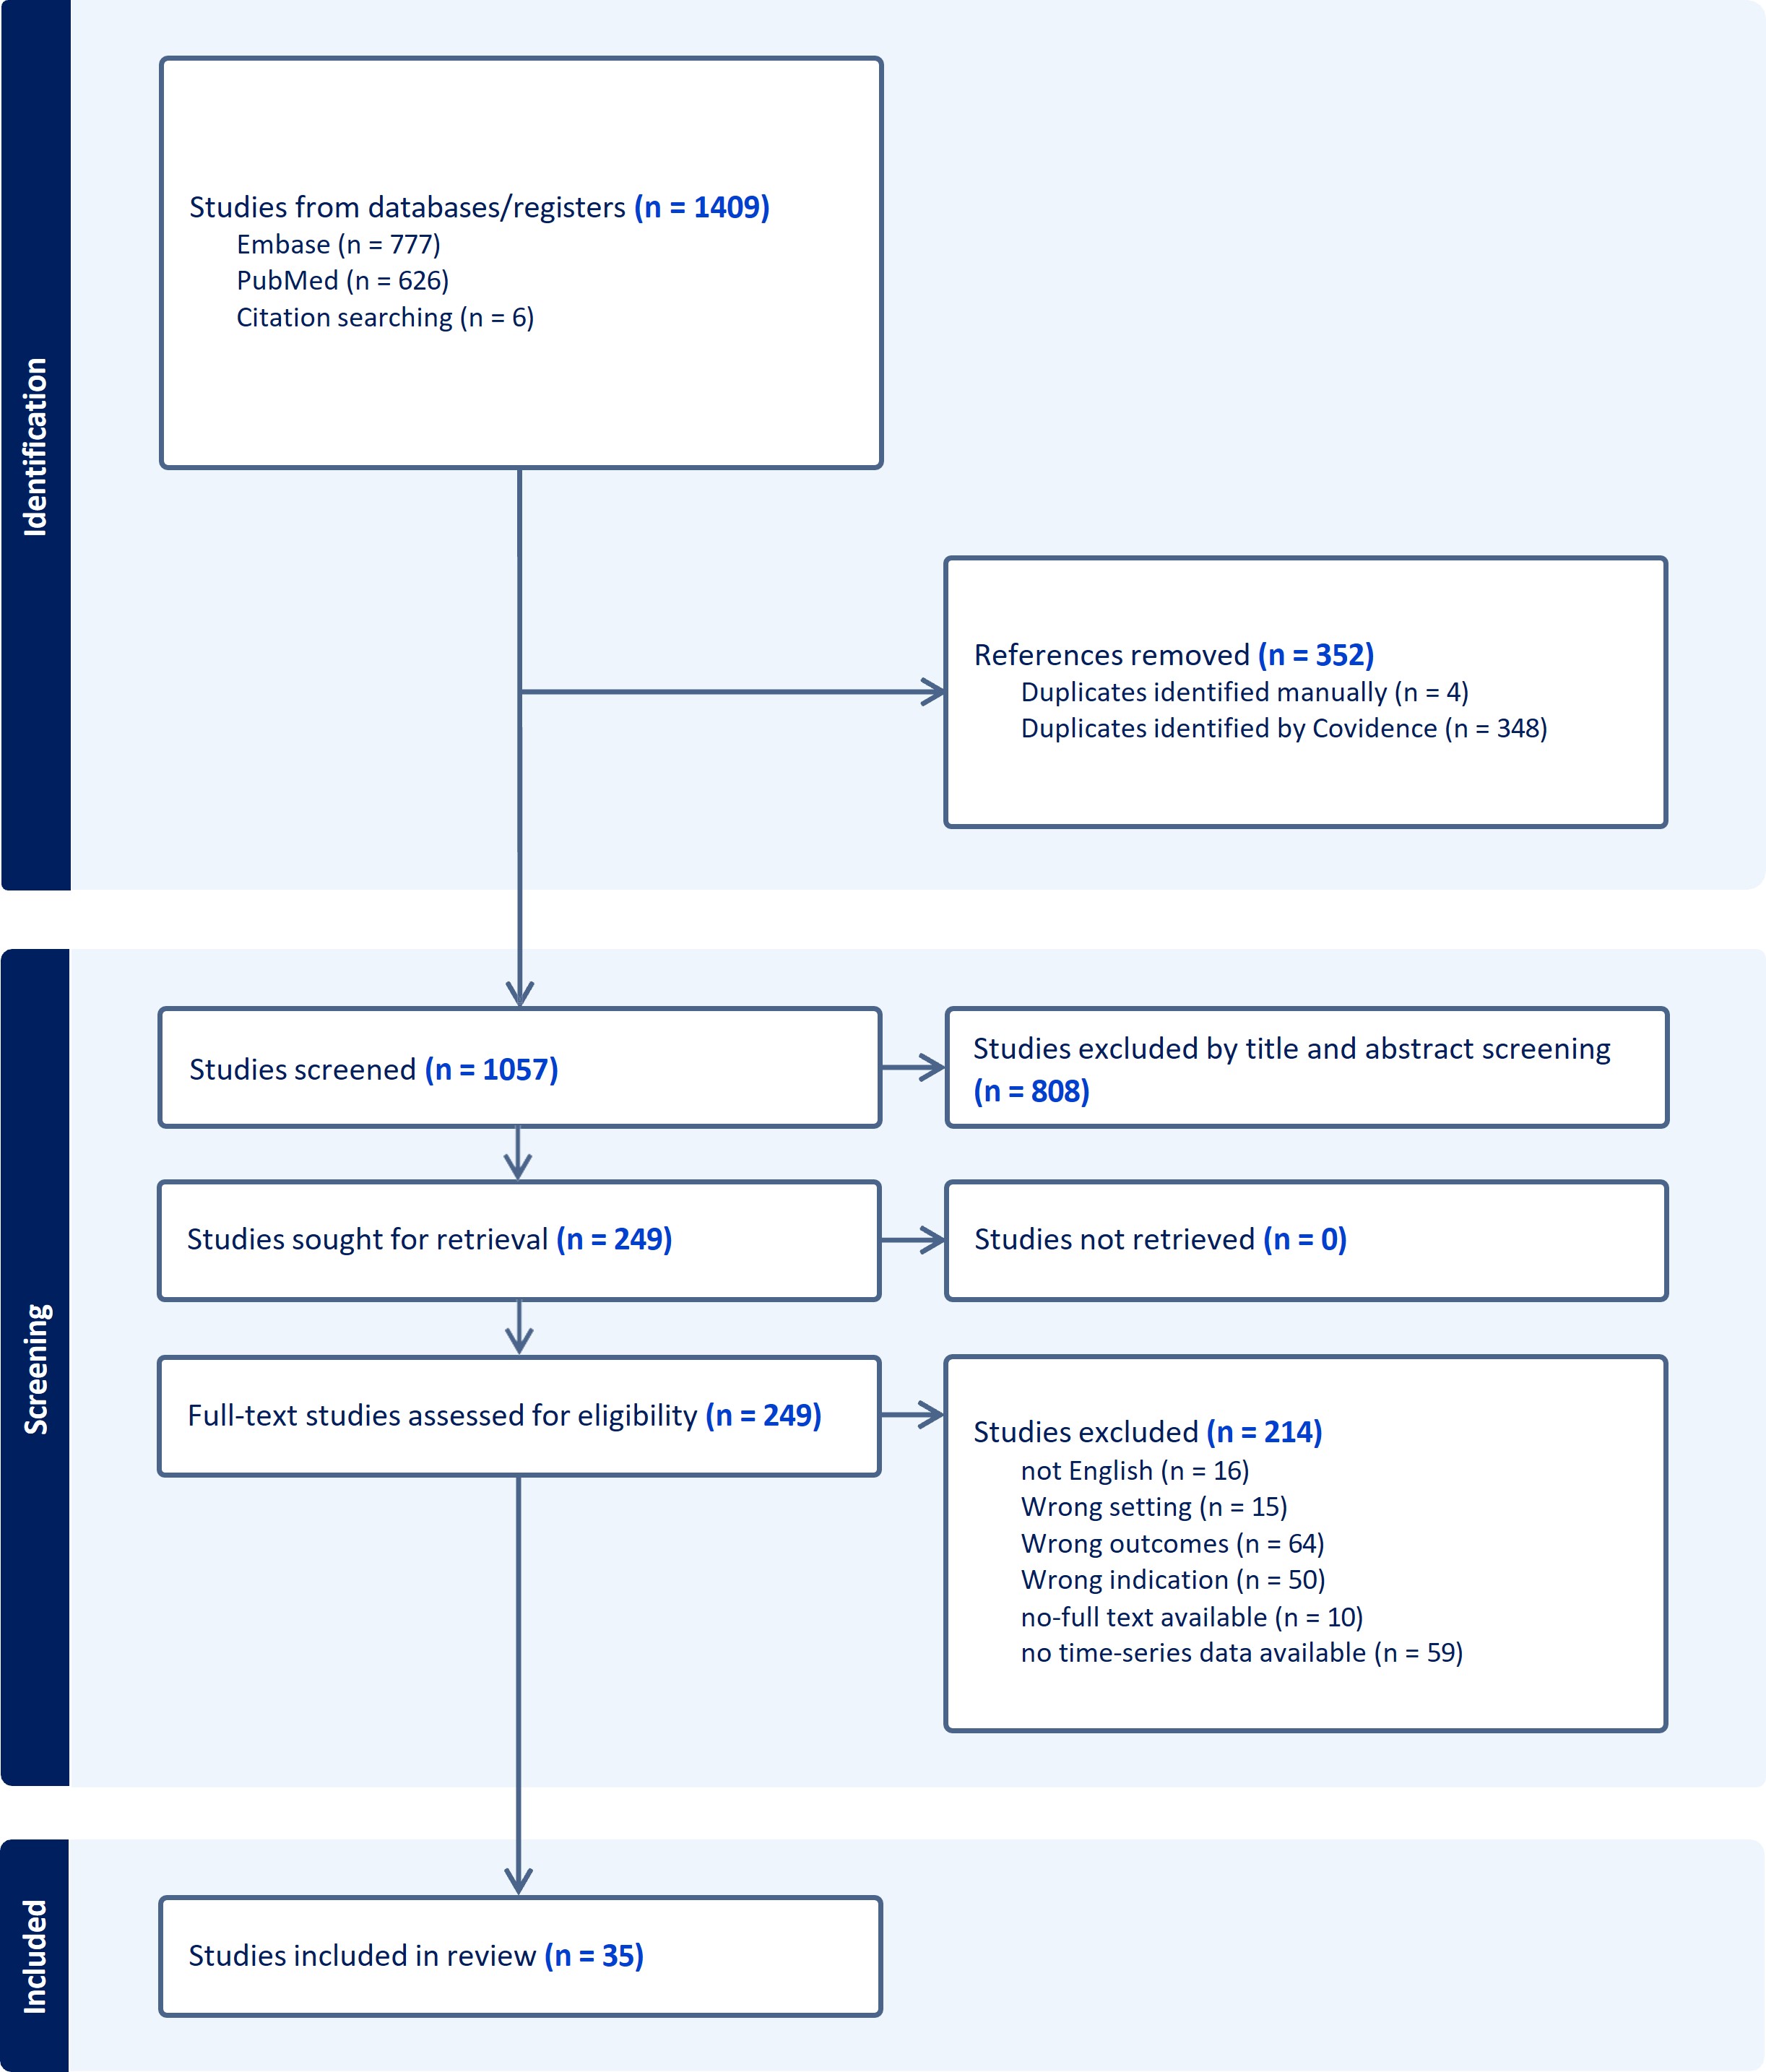 Identification
Studies from databases/registers (n = 1409)
Embase (n = 777)
PubMed (n = 626)
Citation searching (n = 6)
References removed (n = 352)
Duplicates identified manually (n = 4)
Duplicates identified by Covidence (n = 348)
Screening
Studies screened (n = 1057)
Studies excluded by title and abstract screening
(n = 808)
Studies sought for retrieval (n = 249)
Studies not retrieved (n = 0)
Full-text studies assessed for eligibility (n = 249)
Studies excluded (n = 214)
not English (n = 16)
Wrong setting (n = 15)
Wrong outcomes (n = 64)
Wrong indication (n = 50)
no-full text available (n = 10)
no time-series data available (n = 59)
Included
Studies included in review (n = 35)